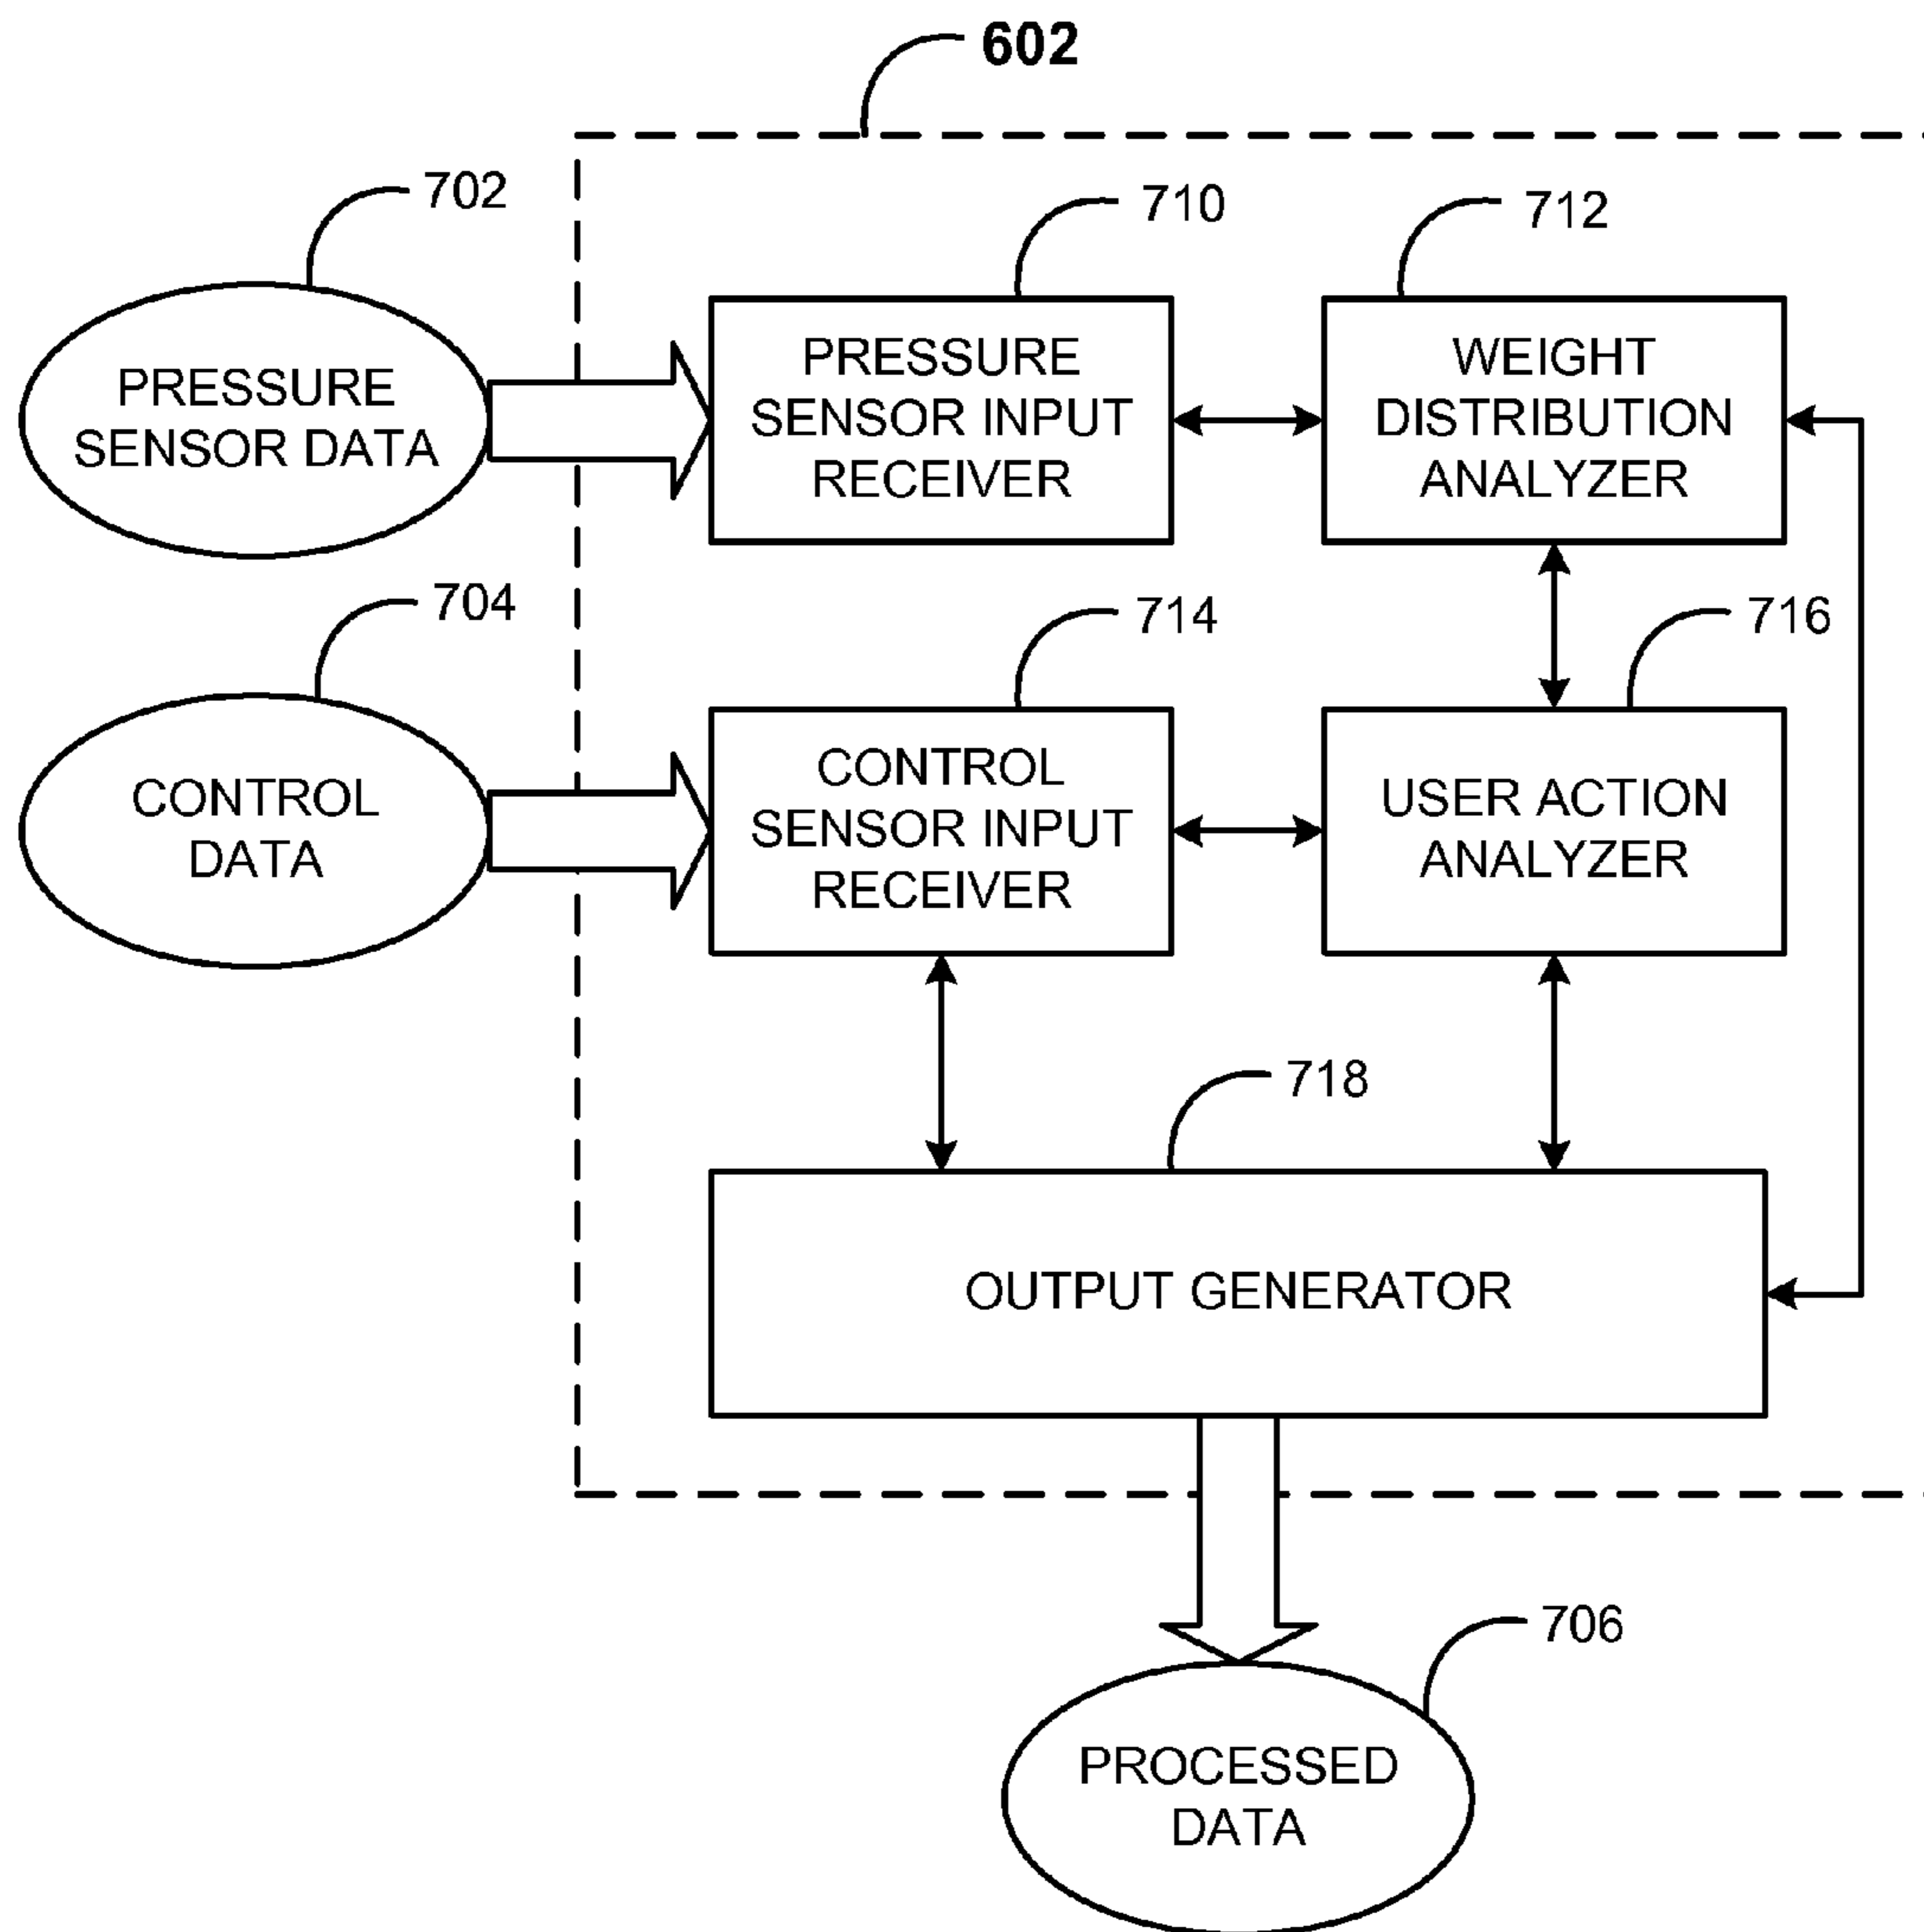 602
702
710
712
PRESSURE
SENSOR DATA
PRESSURE
SENSOR INPUT
RECEIVER
WEIGHT
DISTRIBUTION
ANALYZER
704
714
716
CONTROL
DATA
CONTROL
SENSOR INPUT
RECEIVER
USER ACTION
ANALYZER
718
OUTPUT GENERATOR
706
PROCESSED
DATA